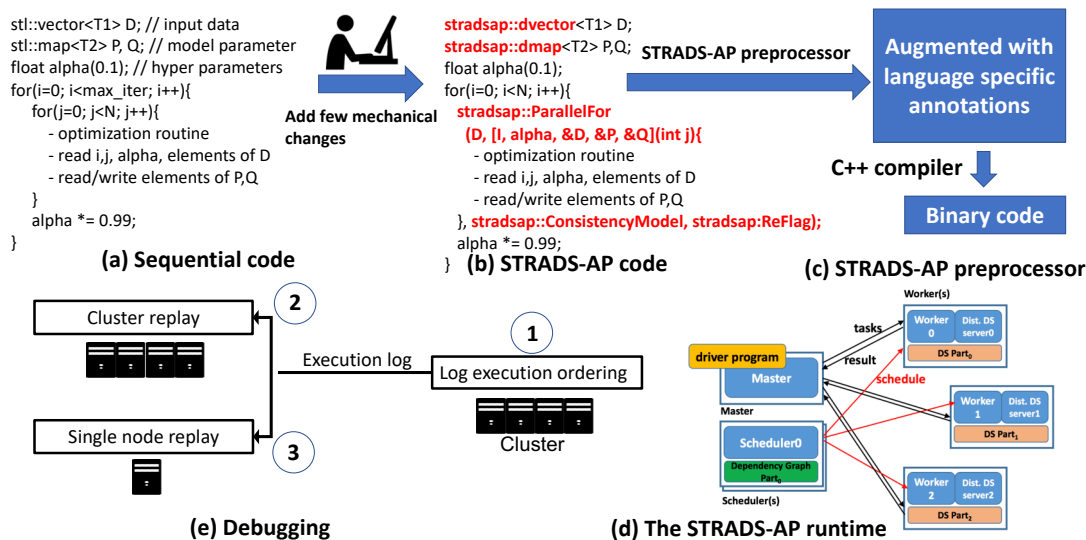 stl::vector<T1> D; // input data
stl::map<T2> P, Q; // model parameter
float alpha(0.1); // hyper parameters
for(i=0; i<max_iter; i++){
for(j=0; j<N; j++){
- optimization routine
- read i,j, alpha, elements of D
- read/write elements of P,Q
}
alpha *= 0.99;
}
(a) Sequential code
Add few mechanical
changes
stradsap::dvector<T1> D;
stradsap::dmap<T2> P,Q;
float alpha(0.1);
for(i=0; i<N; i++){
stradsap::ParallelFor
(D, [I, alpha, &D, &P, &Q](int j){
- optimization routine
- read i,j, alpha, elements of D
- read/write elements of P,Q
}, stradsap::ConsistencyModel, stradsap:ReFlag);
alpha *= 0.99;
}
(b) STRADS-AP code
STRADS-AP preprocessor
Augmented with
language specific
annotations
C++ compiler
Binary code
(c) STRADS-AP preprocessor
2
Cluster replay
Execution log
1
Log execution ordering
Cluster
Single node replay
3
(e) Debugging
driver program
Master
Master
Scheduler0
Dependency Graph
Part0
Scheduler(s)
tasks
result
schedule
Worker(s)
Worker
0
Dist. DS
server0
DS Part0
Worker
1
Dist. DS
server1
DS Part1
Worker
2
Dist. DS
server2
DS Part2
(d) The STRADS-AP runtime